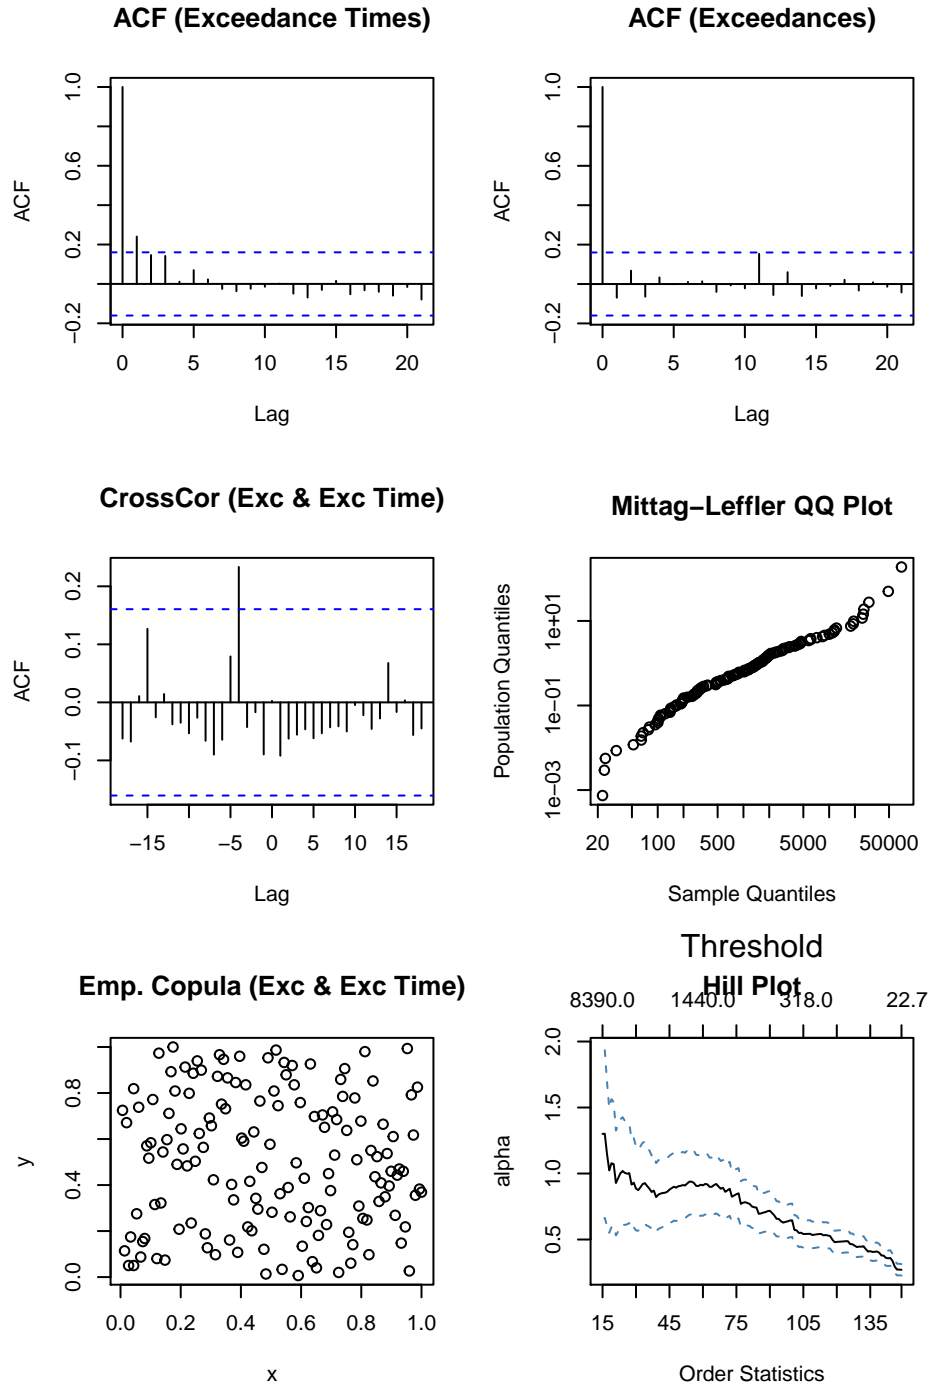 ACF (Exceedance Times)
ACF
−0.2 0.2 0.6 1.0
0 5 10 15 20
Lag
ACF (Exceedances)
ACF
−0.2 0.2 0.6 1.0
0 5 10 15 20
Lag
CrossCor (Exc & Exc Time)
ACF
−0.1 0.0 0.1 0.2
−15 −5 0 5 10 15
Lag
Mittag−Leffler QQ Plot
Population Quantiles
1e−03 1e−01 1e+01
20 100 500 5000 50000
Sample Quantiles
Emp. Copula (Exc & Exc Time)
y
0.0 0.4 0.8
0.0 0.2 0.4 0.6 0.8 1.0
x
Threshold
Hill Plot
8390.0 1440.0 318.0 22.7
alpha
0.5 1.0 1.5 2.0
15 45 75 105 135
Order Statistics